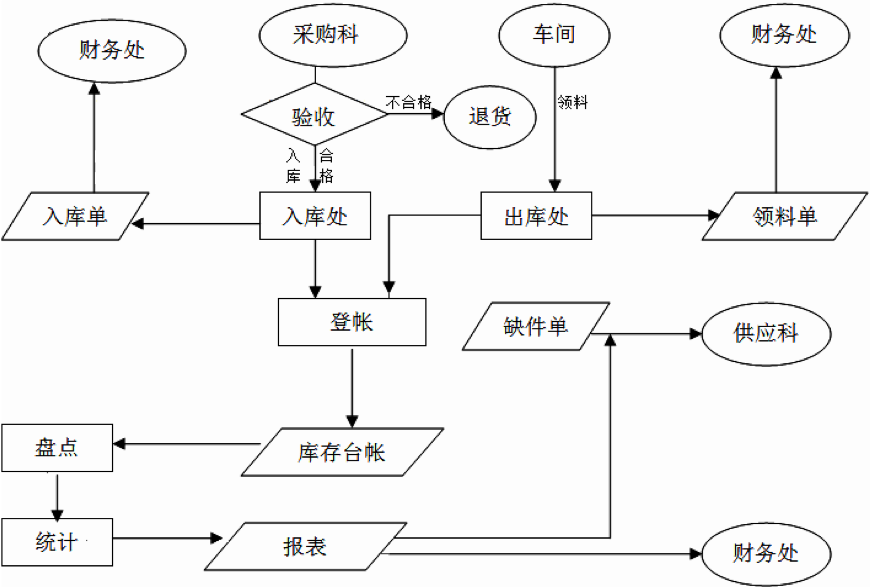 财务处
采购科
车间
财务处
验收
不合格
退货
领料
入库
合格
入库单
入库处
出库处
领料单
登帐
缺件单
供应科
盘点
库存台帐
统计
报表
财务处